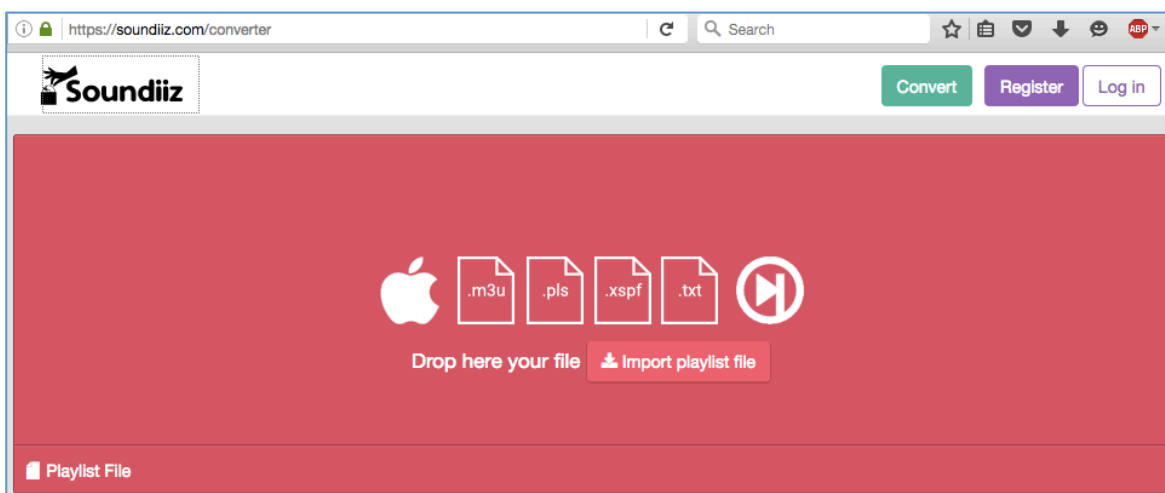 https://soundiiz.com/converter Search ABP
Soundiiz Convert Register Log in
.m3u .pls .xspf .txt
Drop here your file Import playlist file
Playlist File